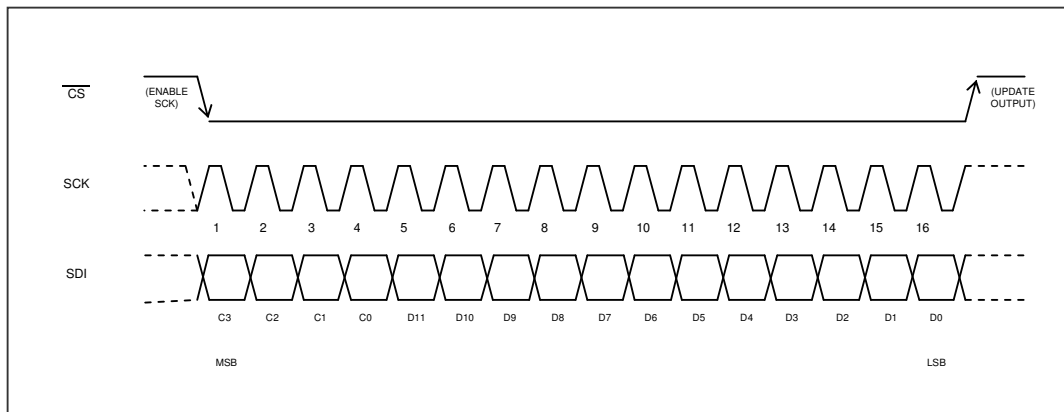 CS
(ENABLE
SCK)
(UPDATE
OUTPUT)
SCK
1 2 3 4 5 6 7 8 9 10 11 12 13 14 15 16
SDI
C3 C2 C1 C0 D11 D10 D9 D8 D7 D6 D5 D4 D3 D2 D1 D0
MSB LSB